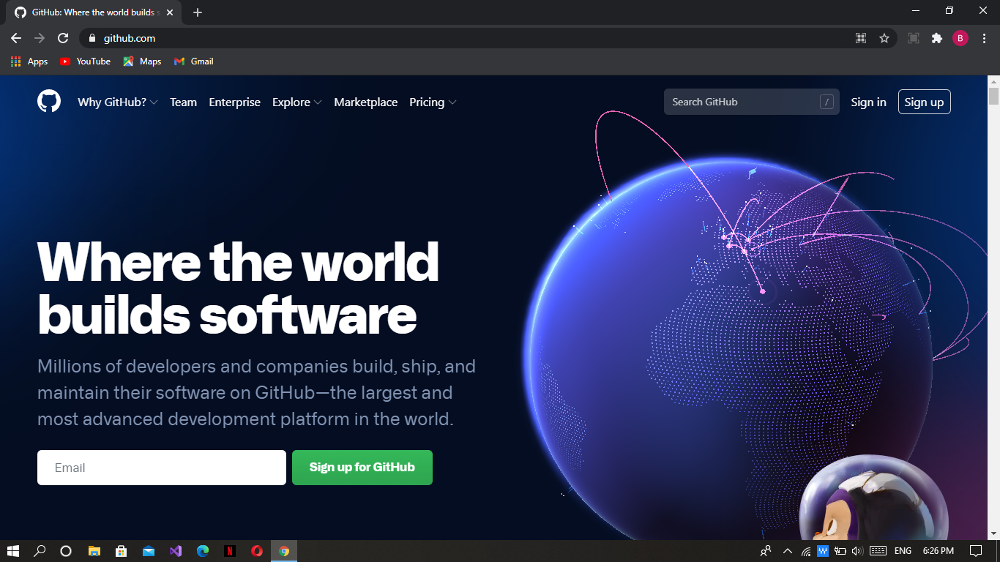 GitHub: Where the world builds s
github.com
B
Apps
YouTube
Maps
Gmail
Why GitHub?
Team
Enterprise
Explore
Marketplace
Pricing
Search GitHub
/
Sign in
Sign up
Where the world
builds software
Millions of developers and companies build, ship, and
maintain their software on GitHub—the largest and
most advanced development platform in the world.
Email
Sign up for GitHub
N
W
ENG
6:26 PM